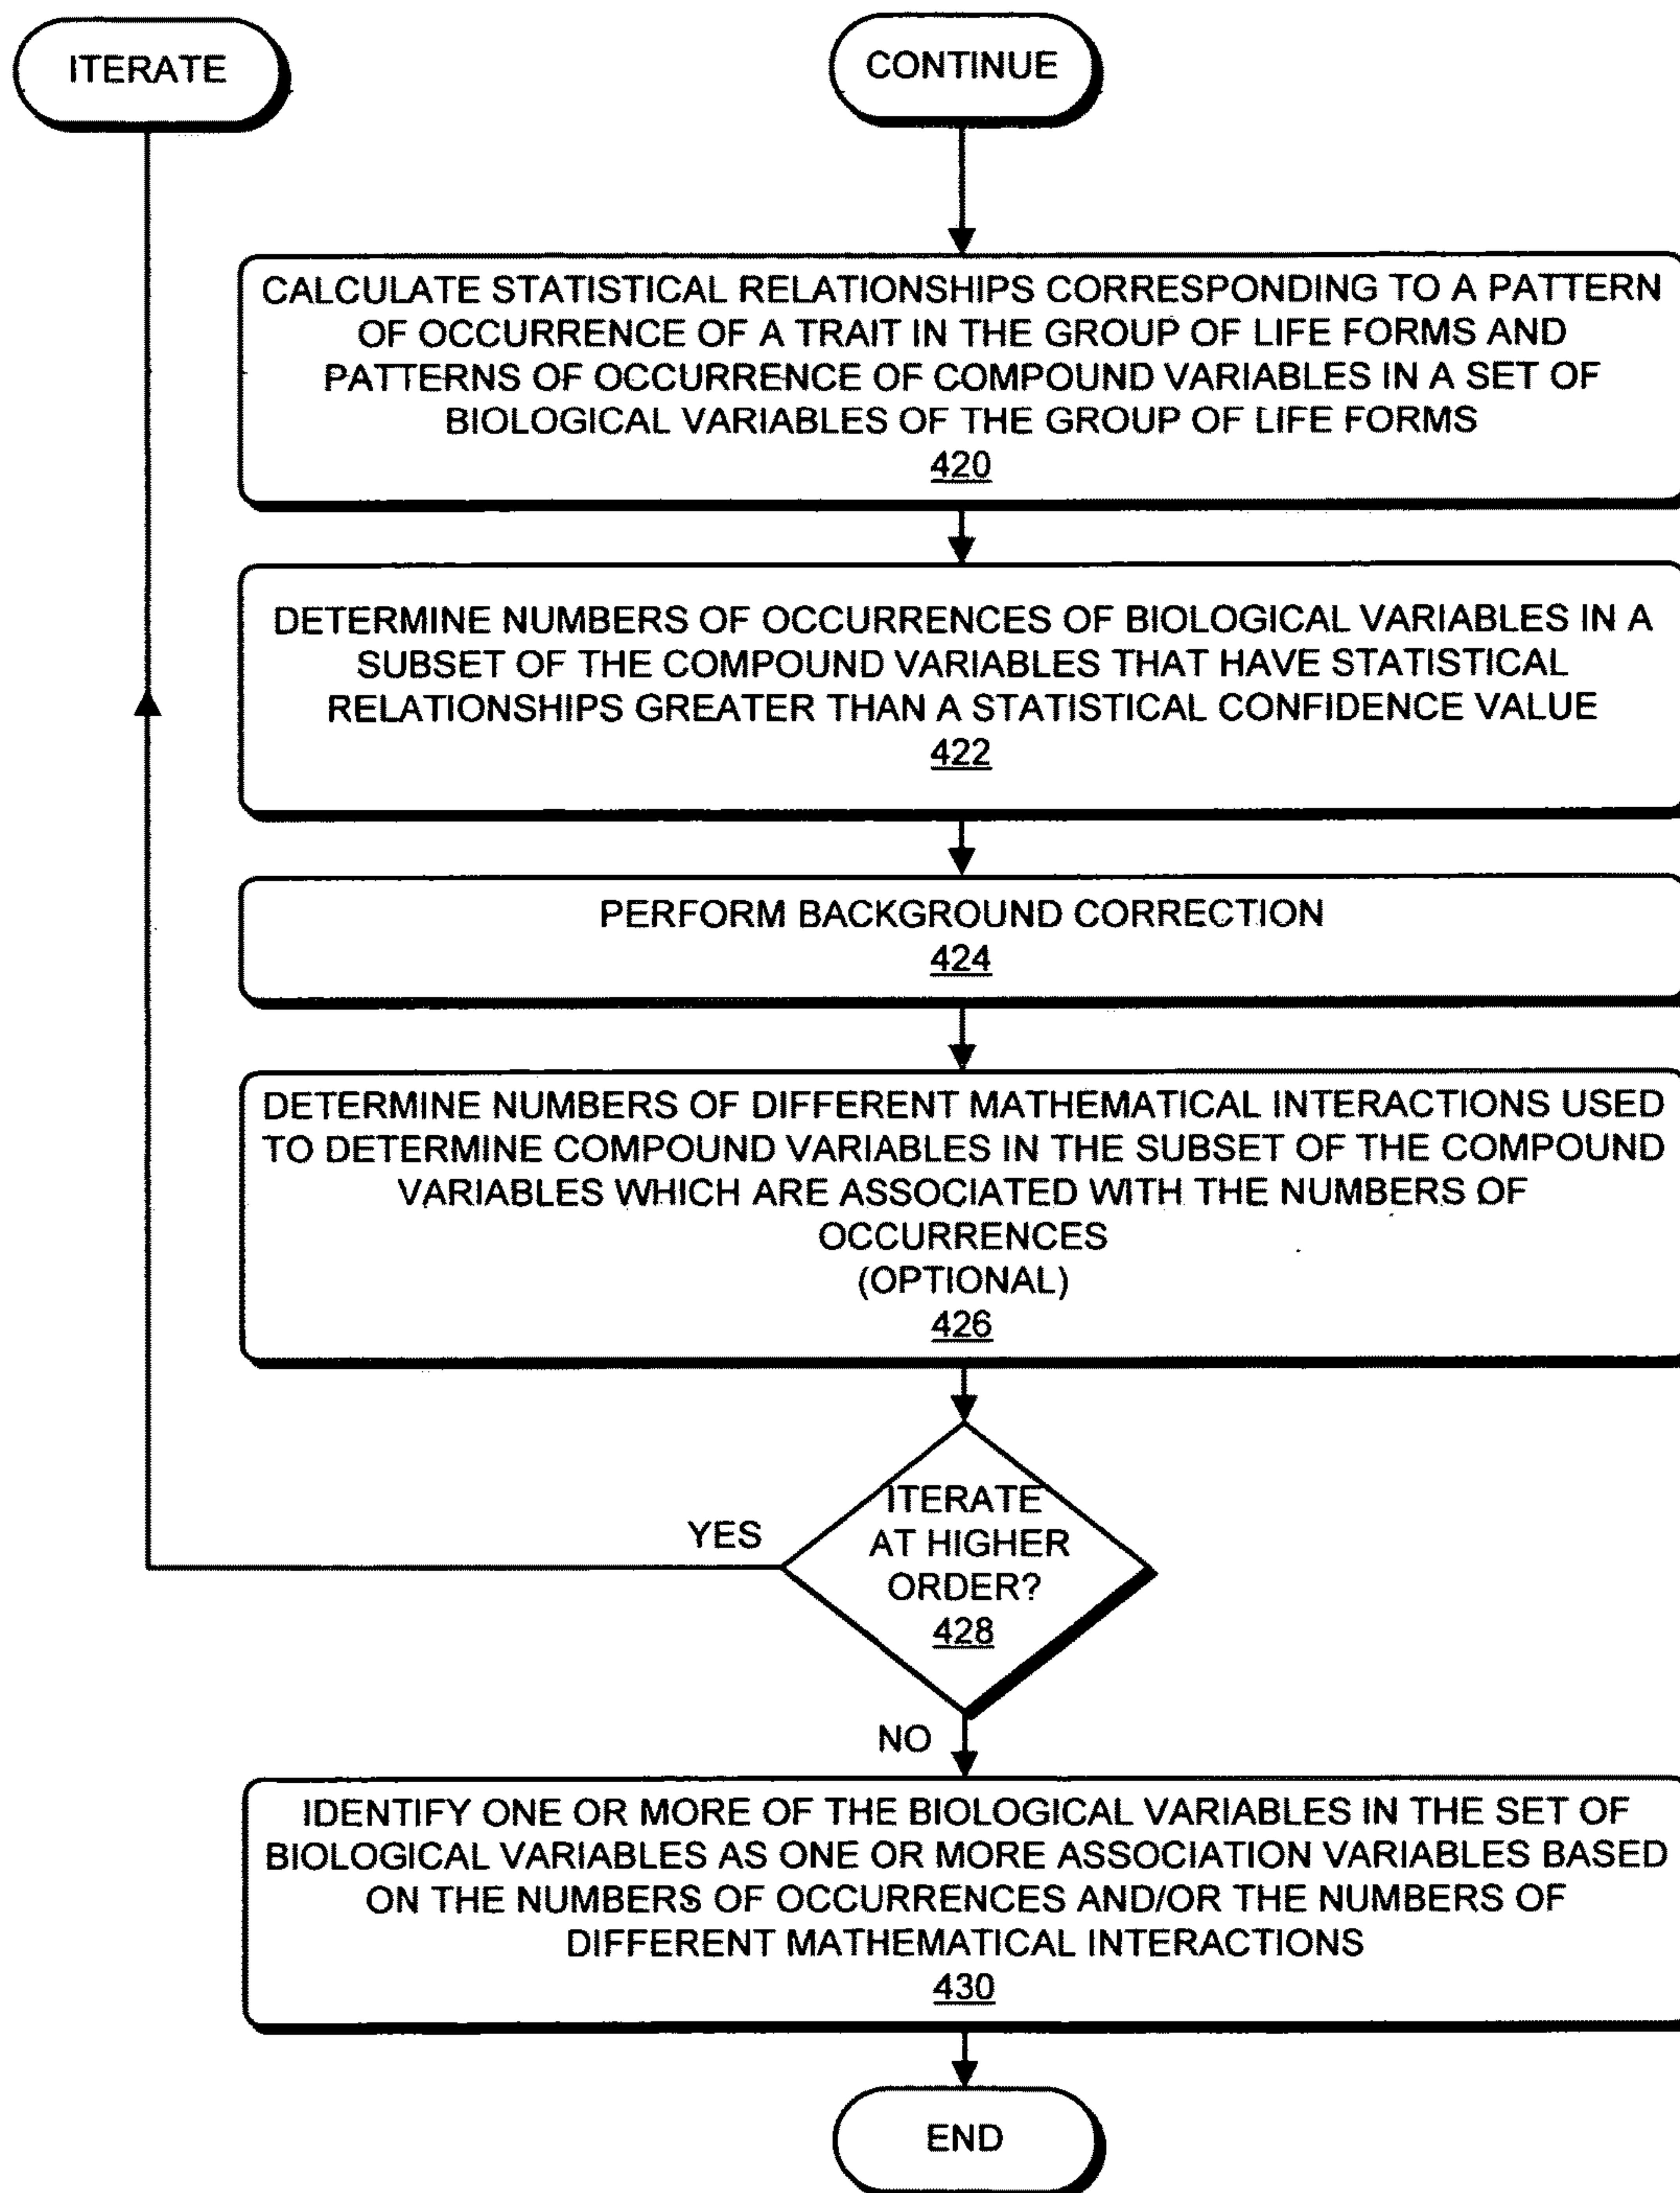 ITERATE
CONTINUE
CALCULATE STATISTICAL RELATIONSHIPS CORRESPONDING TO A PATTERN
OF OCCURRENCE OF A TRAIT IN THE GROUP OF LIFE FORMS AND
PATTERNS OF OCCURRENCE OF COMPOUND VARIABLES IN A SET OF
BIOLOGICAL VARIABLES OF THE GROUP OF LIFE FORMS
420
DETERMINE NUMBERS OF OCCURRENCES OF BIOLOGICAL VARIABLES IN A
SUBSET OF THE COMPOUND VARIABLES THAT HAVE STATISTICAL
RELATIONSHIPS GREATER THAN A STATISTICAL CONFIDENCE VALUE
422
PERFORM BACKGROUND CORRECTION
424
DETERMINE NUMBERS OF DIFFERENT MATHEMATICAL INTERACTIONS USED
TO DETERMINE COMPOUND VARIABLES IN THE SUBSET OF THE COMPOUND
VARIABLES WHICH ARE ASSOCIATED WITH THE NUMBERS OF
OCCURRENCES
(OPTIONAL)
426
ITERATE
AT HIGHER
ORDER?
428
YES
NO
IDENTIFY ONE OR MORE OF THE BIOLOGICAL VARIABLES IN THE SET OF
BIOLOGICAL VARIABLES AS ONE OR MORE ASSOCIATION VARIABLES BASED
ON THE NUMBERS OF OCCURRENCES AND/OR THE NUMBERS OF
DIFFERENT MATHEMATICAL INTERACTIONS
430
END